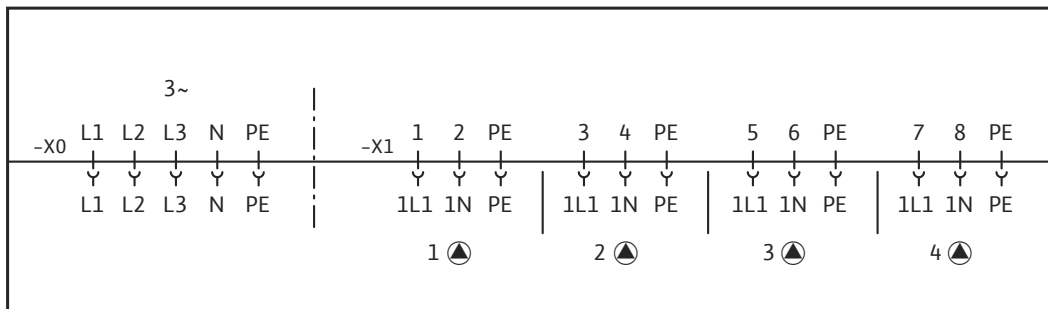 3~
L1 L2 L3 N PE 1 2 PE 3 4 PE 5 6 PE 7 8 PE
–X0 –X1
L1 L2 L3 N PE 1L1 1N PE 1L1 1N PE 1L1 1N PE 1L1 1N PE
1 2 3 4